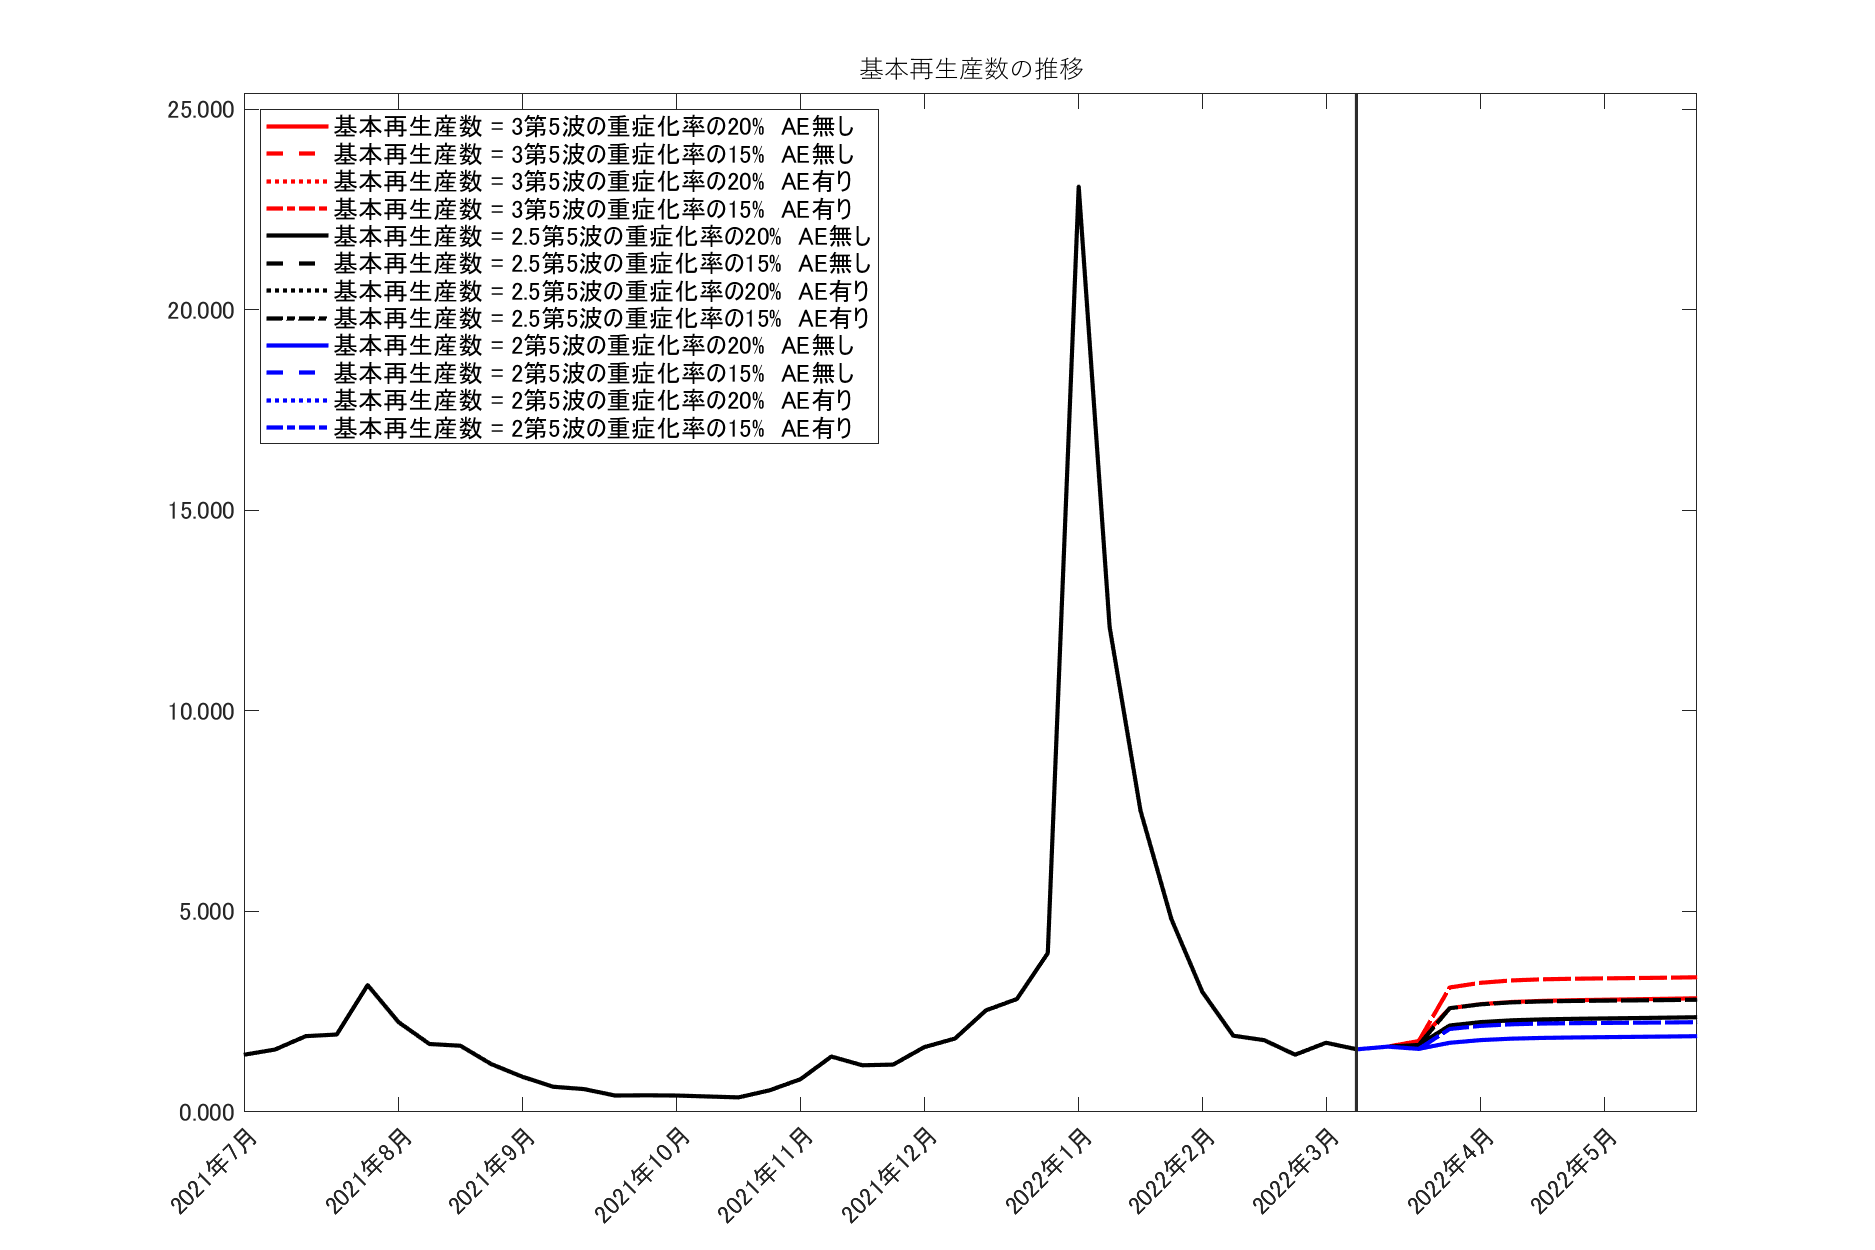 基本再生産数の推移
25.000
20.000
15.000
10.000
5.000
0.000
基本再生産数 = 3第5波の重症化率の20%　AE無し
基本再生産数 = 3第5波の重症化率の15%　AE無し
基本再生産数 = 3第5波の重症化率の20%　AE有り
基本再生産数 = 3第5波の重症化率の15%　AE有り
基本再生産数 = 2.5第5波の重症化率の20%　AE無し
基本再生産数 = 2.5第5波の重症化率の15%　AE無し
基本再生産数 = 2.5第5波の重症化率の20%　AE有り
基本再生産数 = 2.5第5波の重症化率の15%　AE有り
基本再生産数 = 2第5波の重症化率の20%　AE無し
基本再生産数 = 2第5波の重症化率の15%　AE無し
基本再生産数 = 2第5波の重症化率の20%　AE有り
基本再生産数 = 2第5波の重症化率の15%　AE有り
2021年7月
2021年8月
2021年9月
2021年10月
2021年11月
2021年12月
2022年1月
2022年2月
2022年3月
2022年4月
2022年5月